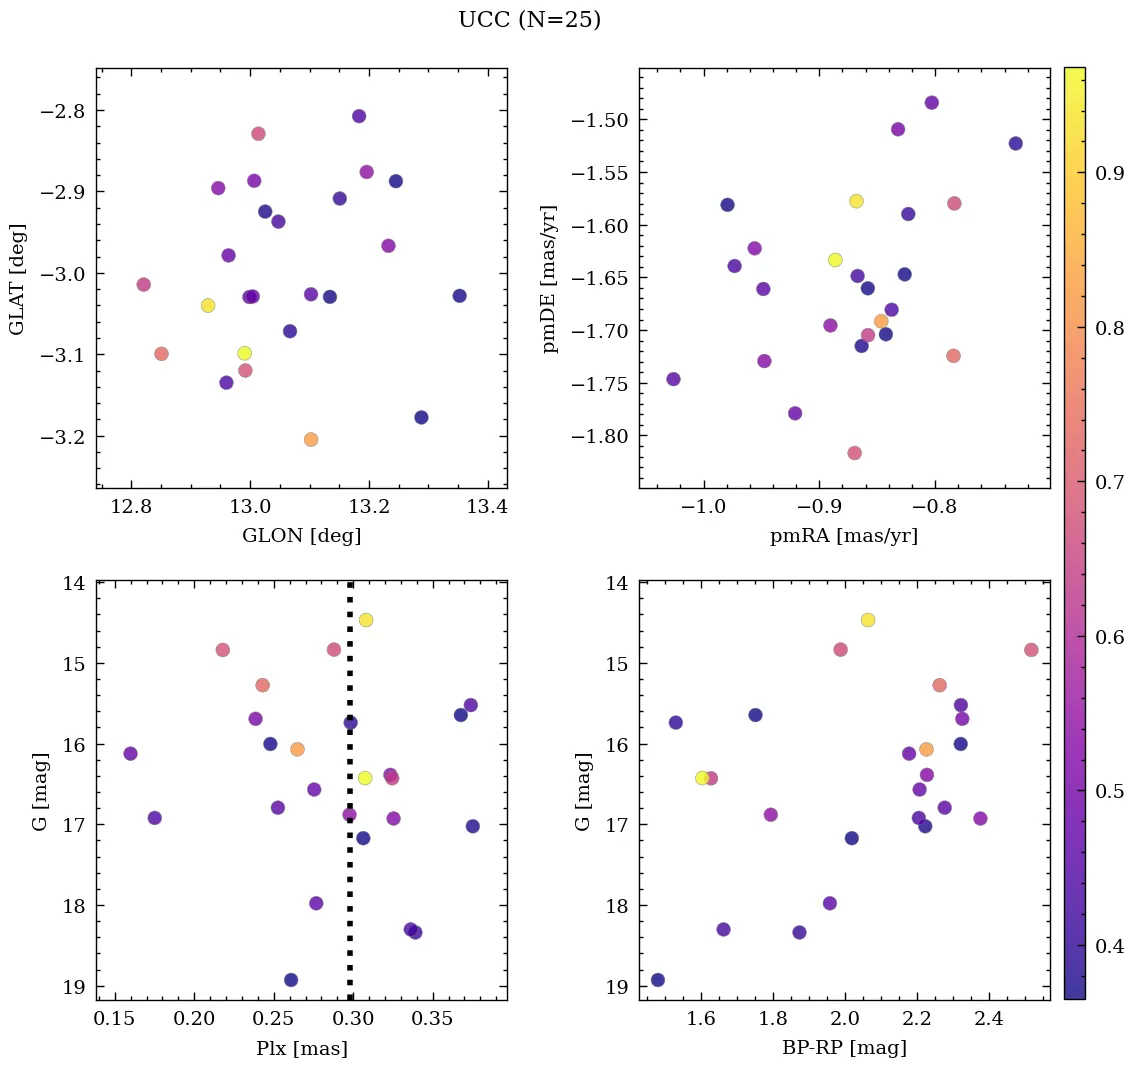 UCC (N=25)
−2.8
−2.9
−3.0
−3.1
−3.2
GLAT [deg]
12.8 13.0 13.2 13.4
GLON [deg]
−1.50
−1.55
−1.60
−1.65
−1.70
−1.75
−1.80
pmDE [mas/yr]
−1.0 −0.9 −0.8
pmRA [mas/yr]
14
15
16
17
18
19
G [mag]
0.15 0.20 0.25 0.30 0.35
Plx [mas]
14
15
16
17
18
19
G [mag]
1.6 1.8 2.0 2.2 2.4
BP-RP [mag]
0.9
0.8
0.7
0.6
0.5
0.4